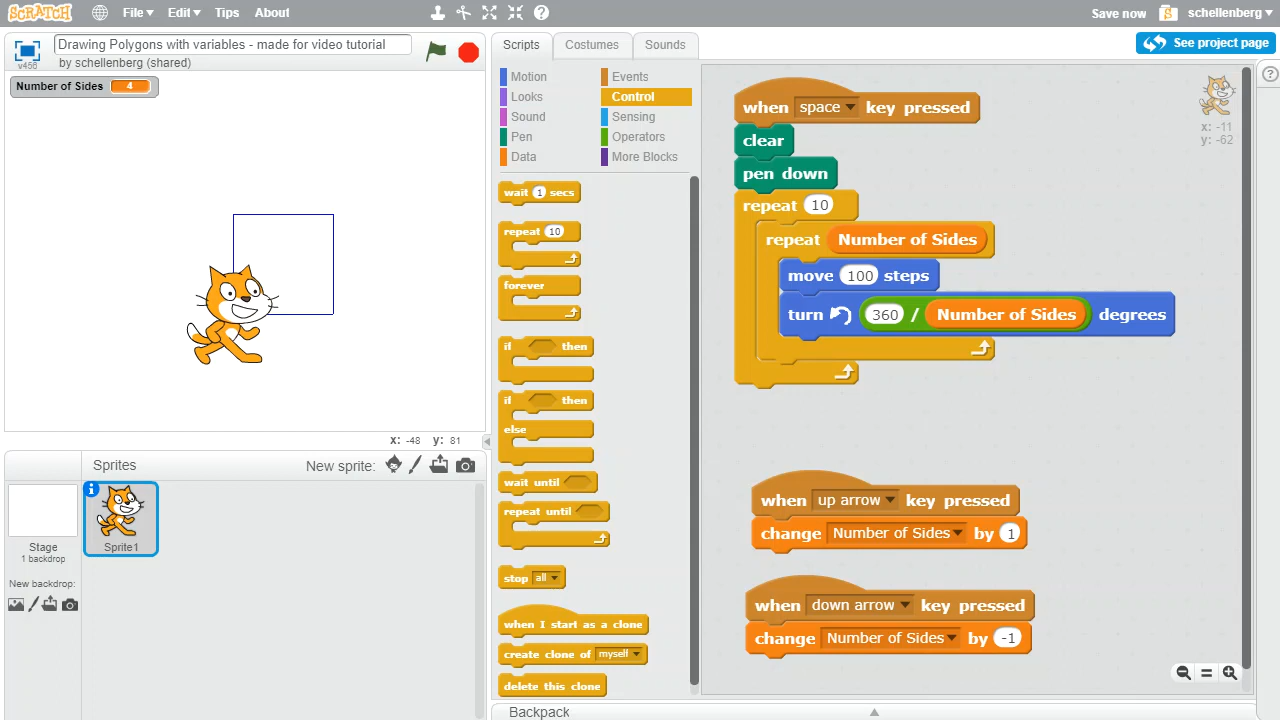 SCRATCH File Edit Tips About Save now schellenberg
Drawing Polygons with variables - made for video tutorial
by schellenberg (shared)
v456
Number of Sides 4
x: -48 y: 81
Sprites New sprite:
Stage
1 backdrop
New backdrop:
Sprite1
Scripts Costumes Sounds
See project page
Motion Events
Looks Control
Sound Sensing
Pen Operators
Data More Blocks
wait 1 secs
repeat 10
forever
if then
if then
else
wait until
repeat until
stop all
when I start as a clone
create clone of myself
delete this clone
x: -11
y: -62
when space key pressed
clear
pen down
repeat 10
repeat Number of Sides
move 100 steps
turn 360 / Number of Sides degrees
when up arrow key pressed
change Number of Sides by 1
when down arrow key pressed
change Number of Sides by -1
Backpack